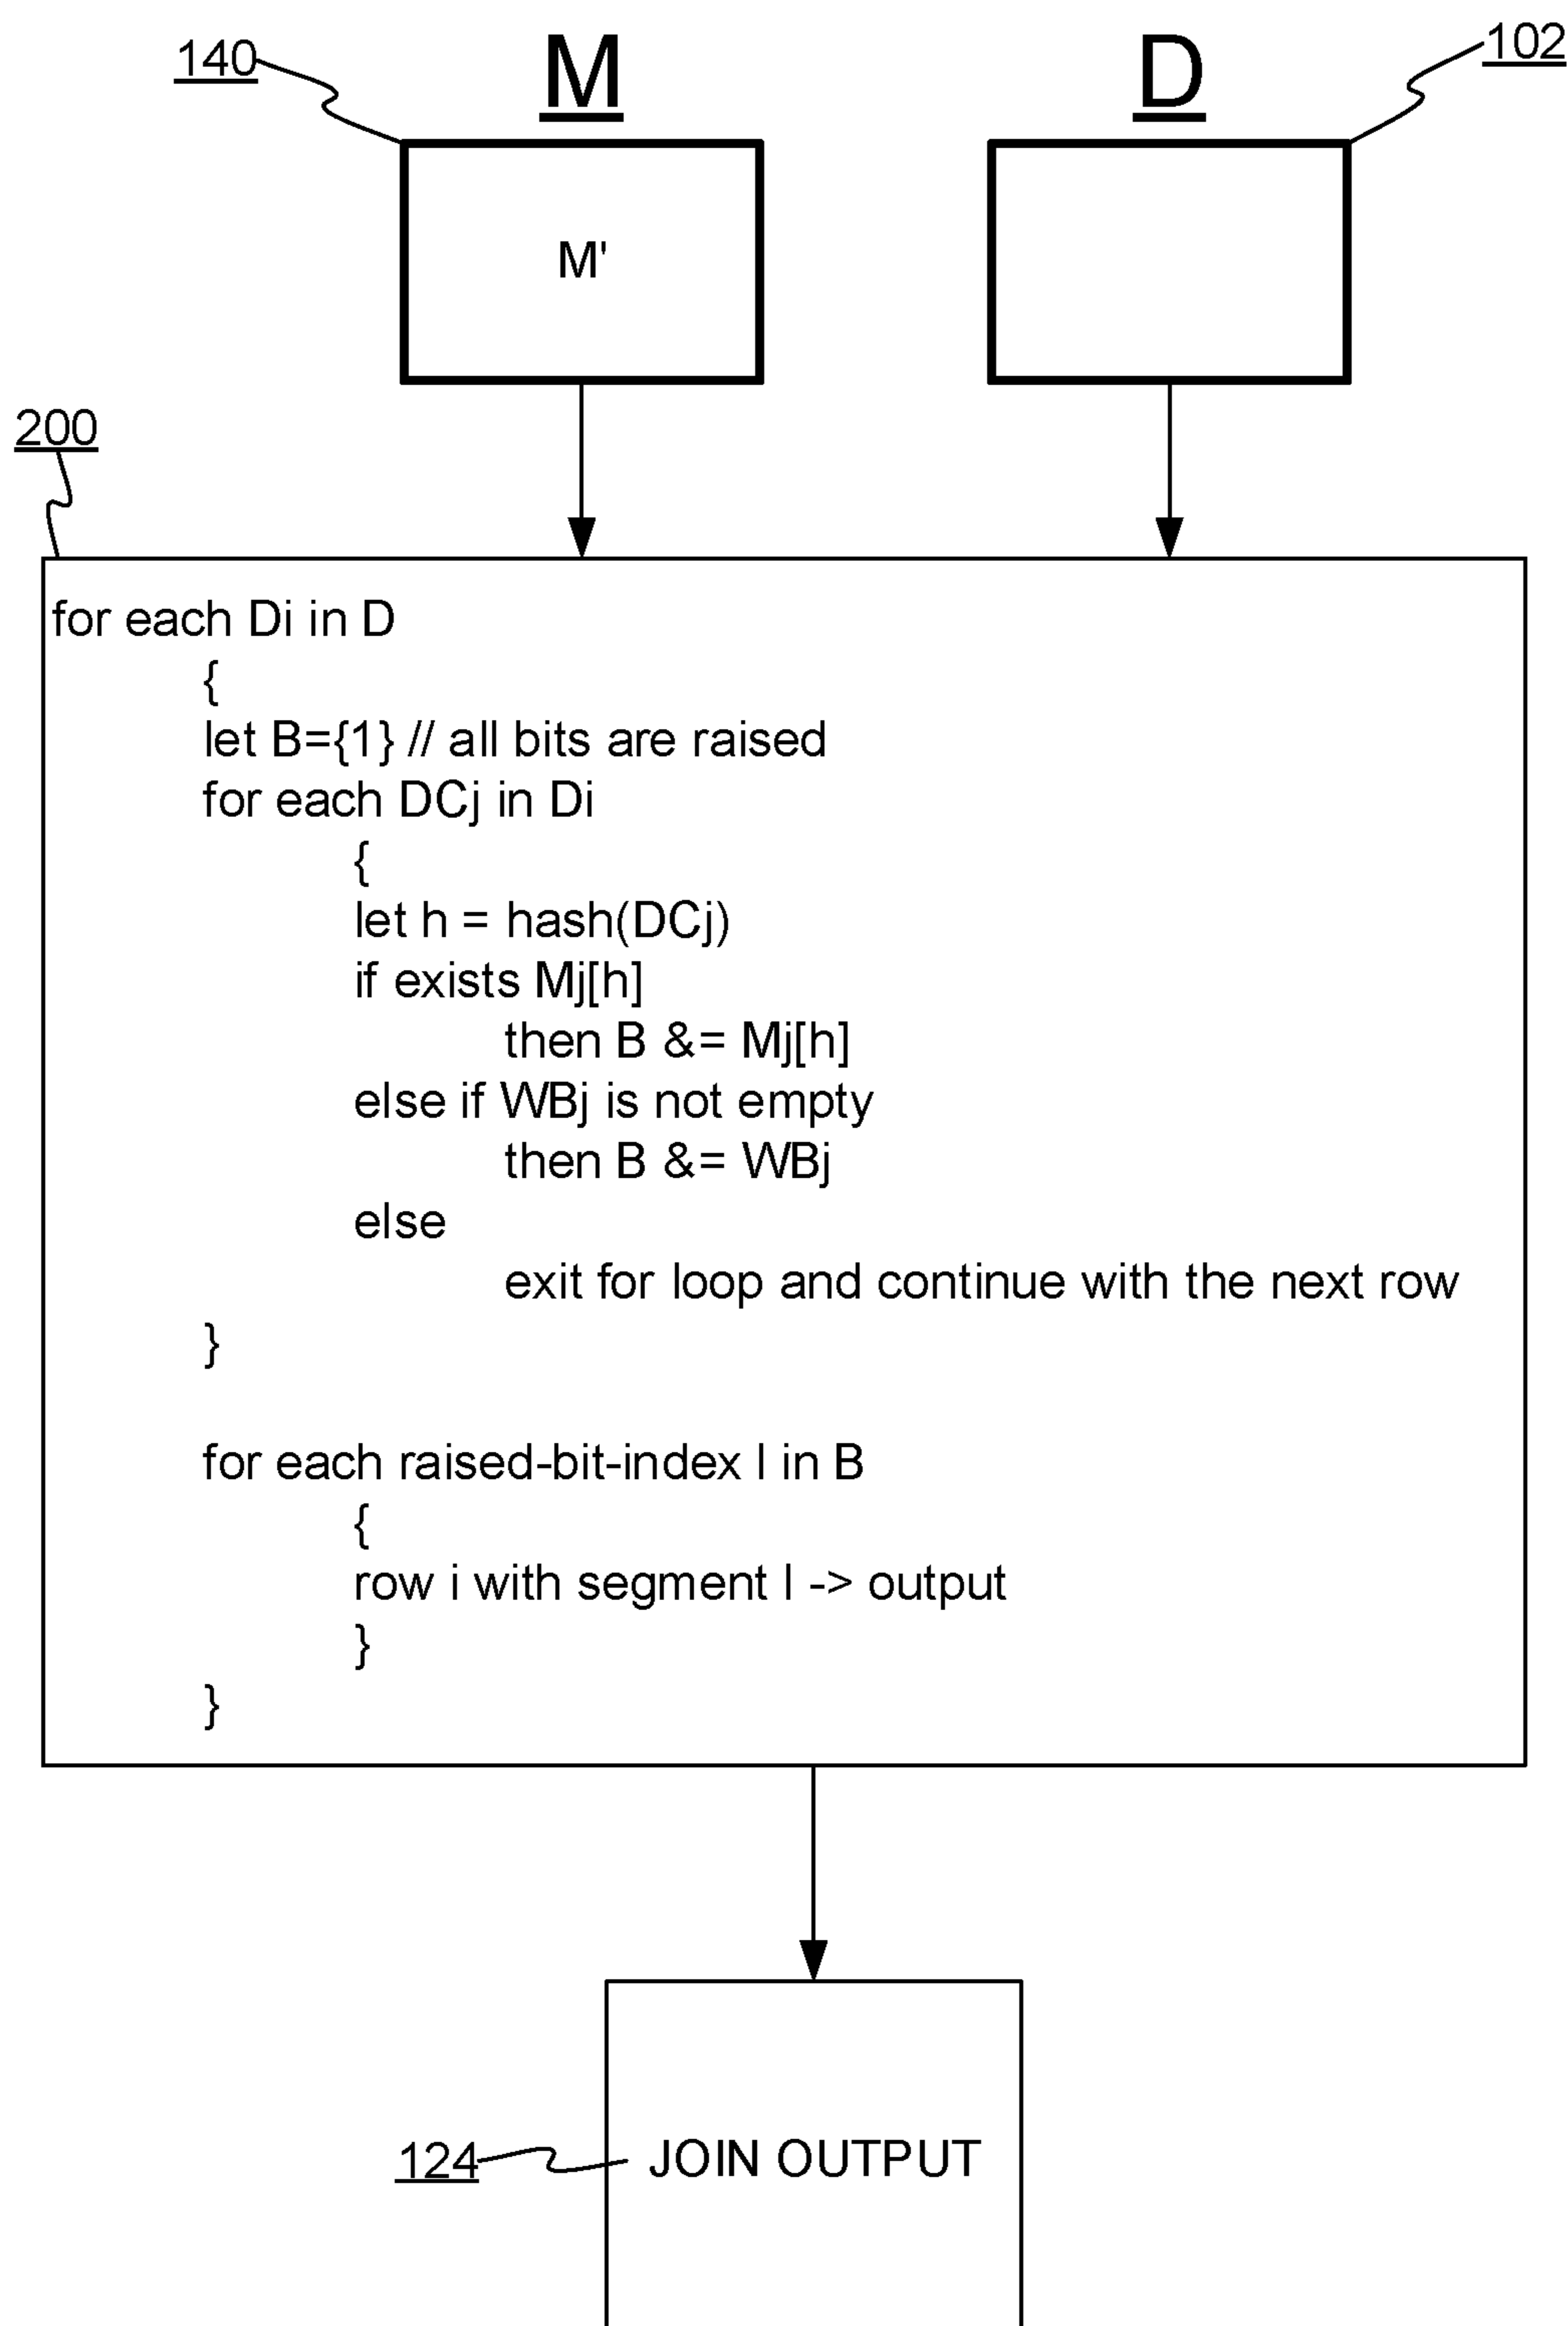 140
M
D
102
M'
200
for each Di in D
{
let B={1} // all bits are raised
for each DCj in Di
{
let h = hash(DCj)
if exists Mj[h]
then B &= Mj[h]
else if WBj is not empty
then B &= WBj
else
exit for loop and continue with the next row
}
for each raised-bit-index I in B
{
row i with segment I -> output
}
}
124
JOIN OUTPUT